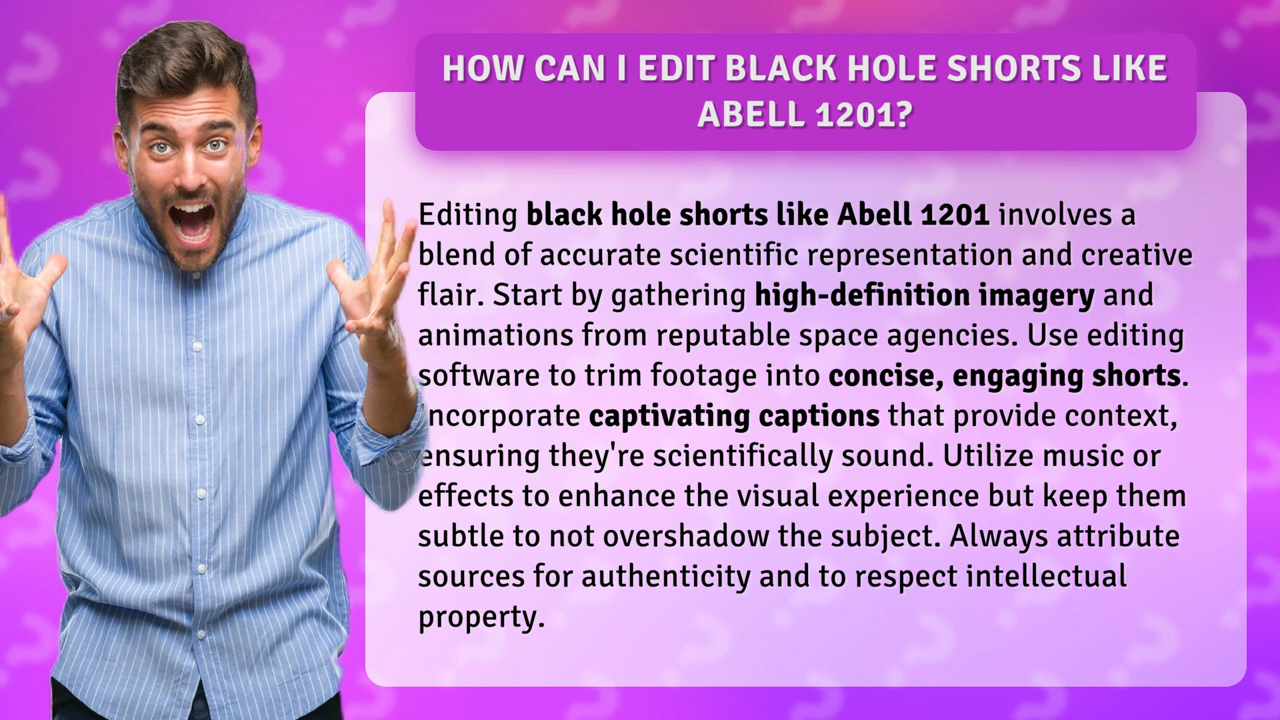 HOW CAN I EDIT BLACK HOLE SHORTS LIKE
ABELL 1201?
Editing black hole shorts like Abell 1201 involves a
blend of accurate scientific representation and creative
flair. Start by gathering high-definition imagery and
animations from reputable space agencies. Use editing
software to trim footage into concise, engaging shorts.
Incorporate captivating captions that provide context,
ensuring they're scientifically sound. Utilize music or
effects to enhance the visual experience but keep them
subtle to not overshadow the subject. Always attribute
sources for authenticity and to respect intellectual
property.